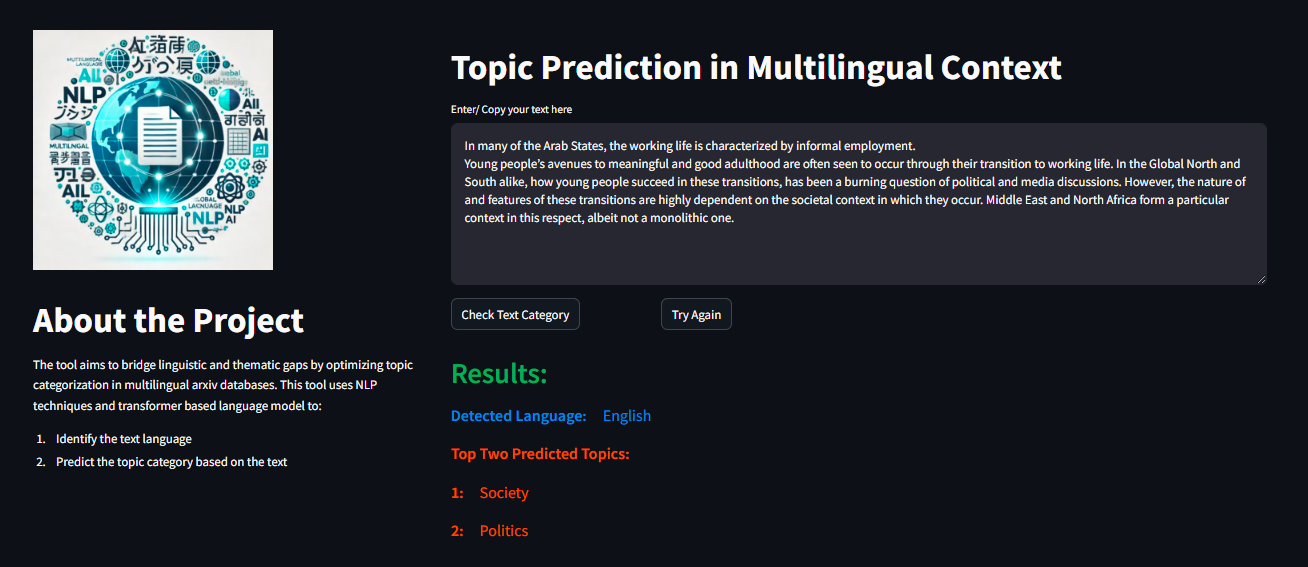 AI
MULTILINGUAL
AII
NLP
AII
AI
AIL
NLP
NLP
AI
About the Project
The tool aims to bridge linguistic and thematic gaps by optimizing topic
categorization in multilingual arxiv databases. This tool uses NLP
techniques and transformer based language model to:
1. Identify the text language
2. Predict the topic category based on the text
Topic Prediction in Multilingual Context
Enter/ Copy your text here
In many of the Arab States, the working life is characterized by informal employment.
Young people’s avenues to meaningful and good adulthood are often seen to occur through their transition to working life. In the Global North and
South alike, how young people succeed in these transitions, has been a burning question of political and media discussions. However, the nature of
and features of these transitions are highly dependent on the societal context in which they occur. Middle East and North Africa form a particular
context in this respect, albeit not a monolithic one.
Check Text Category Try Again
Results:
Detected Language: English
Top Two Predicted Topics:
1: Society
2: Politics